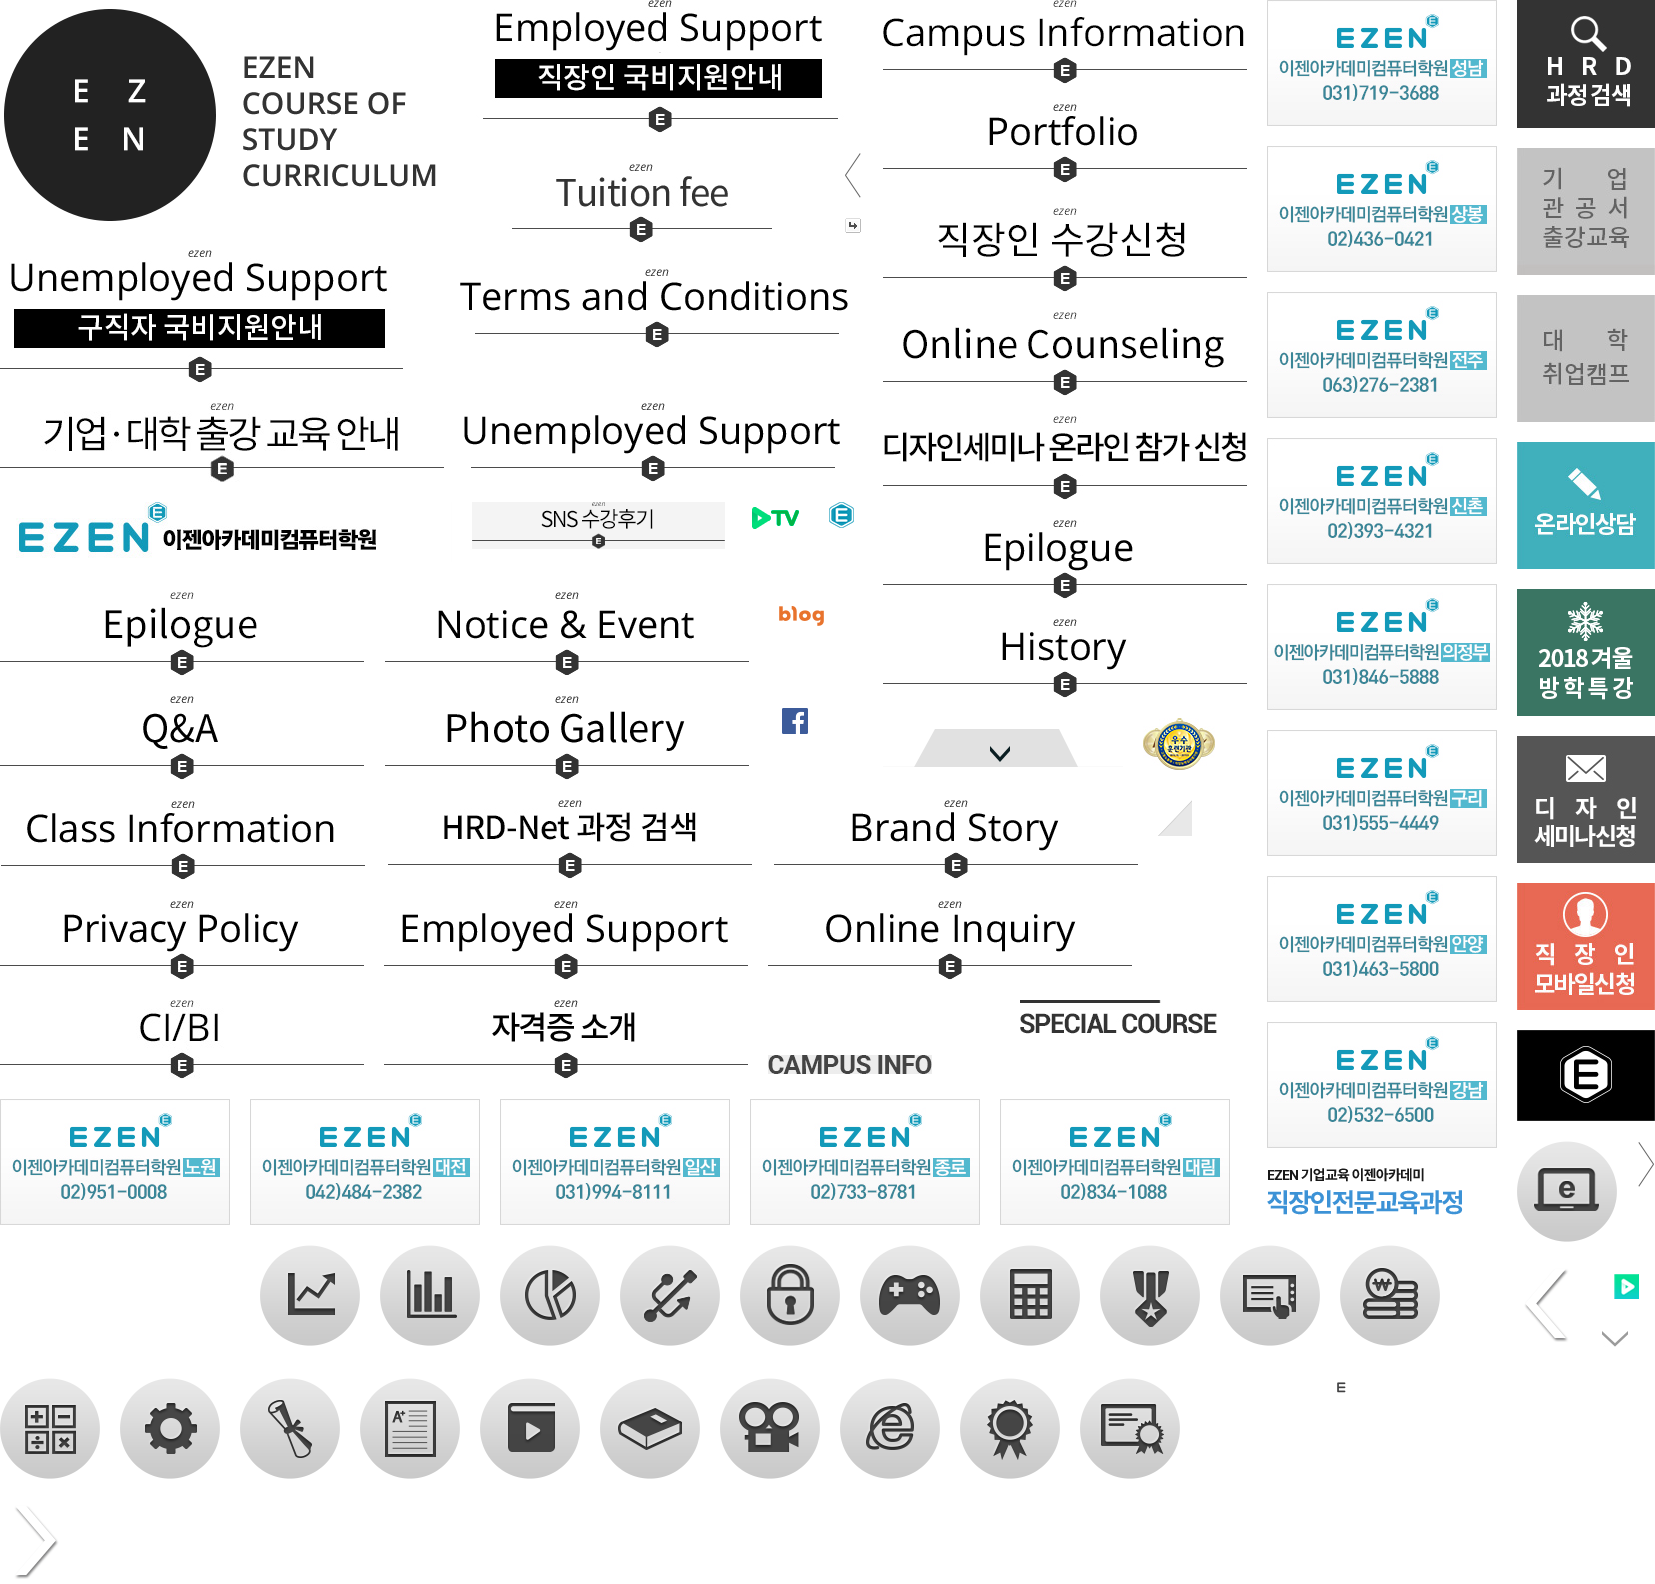 E Z
E N
EZEN
COURSE OF
STUDY
CURRICULUM
ezen
Unemployed Support
구직자 국비지원안내
E
ezen
기업·대학 출강 교육 안내
E
EZEN E 이젠아카데미컴퓨터학원
ezen
Employed Support
직장인 국비지원안내
E
ezen
Tuition fee
E
ezen
Terms and Conditions
E
ezen
Unemployed Support
E
ezen
SNS 수강후기
E
TV
E
blog
f
ezen
Epilogue
E
ezen
Notice & Event
E
ezen
Q&A
E
ezen
Photo Gallery
E
ezen
Class Information
E
ezen
HRD-Net 과정 검색
E
ezen
Brand Story
E
ezen
Privacy Policy
E
ezen
Employed Support
E
ezen
Online Inquiry
E
ezen
CI/BI
E
ezen
자격증 소개
E
SPECIAL COURSE
CAMPUS INFO
ezen
Campus Information
E
ezen
Portfolio
E
ezen
직장인 수강신청
E
ezen
Online Counseling
E
ezen
디자인세미나 온라인 참가 신청
E
ezen
Epilogue
E
ezen
History
E
우수
훈련기관
EZEN E
이젠아카데미컴퓨터학원 성남
031)719-3688
EZEN E
이젠아카데미컴퓨터학원 상봉
02)436-0421
EZEN E
이젠아카데미컴퓨터학원 전주
063)276-2381
EZEN E
이젠아카데미컴퓨터학원 신촌
02)393-4321
EZEN E
이젠아카데미컴퓨터학원 의정부
031)846-5888
EZEN E
이젠아카데미컴퓨터학원 구리
031)555-4449
EZEN E
이젠아카데미컴퓨터학원 안양
031)463-5800
EZEN E
이젠아카데미컴퓨터학원 강남
02)532-6500
EZEN E
이젠아카데미컴퓨터학원 노원
02)951-0008
EZEN E
이젠아카데미컴퓨터학원 대전
042)484-2382
EZEN E
이젠아카데미컴퓨터학원 일산
031)994-8111
EZEN E
이젠아카데미컴퓨터학원 종로
02)733-8781
EZEN E
이젠아카데미컴퓨터학원 대림
02)834-1088
EZEN 기업교육 이젠아카데미
직장인전문교육과정
H R D
과정검색
기 업
관 공 서
출강교육
대 학
취업캠프
온라인상담
2018 겨울
방학특강
디 자 인
세미나신청
직 장 인
모바일신청
E
e
₩
A+
e
E